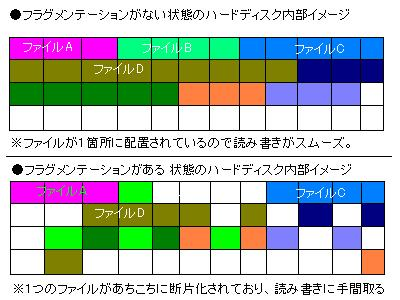 ●フラグメンテーションがない状態のハードディスク内部イメージ
ファイルA ファイルB ファイルC
ファイルD
※ファイルが1箇所に配置されているので読み書きがスムーズ。
●フラグメンテーションがある 状態のハードディスク内部イメージ
ファイルA ファイルC
ファイルD
※1つのファイルがあちこちに断片化されており、読み書きに手間取る